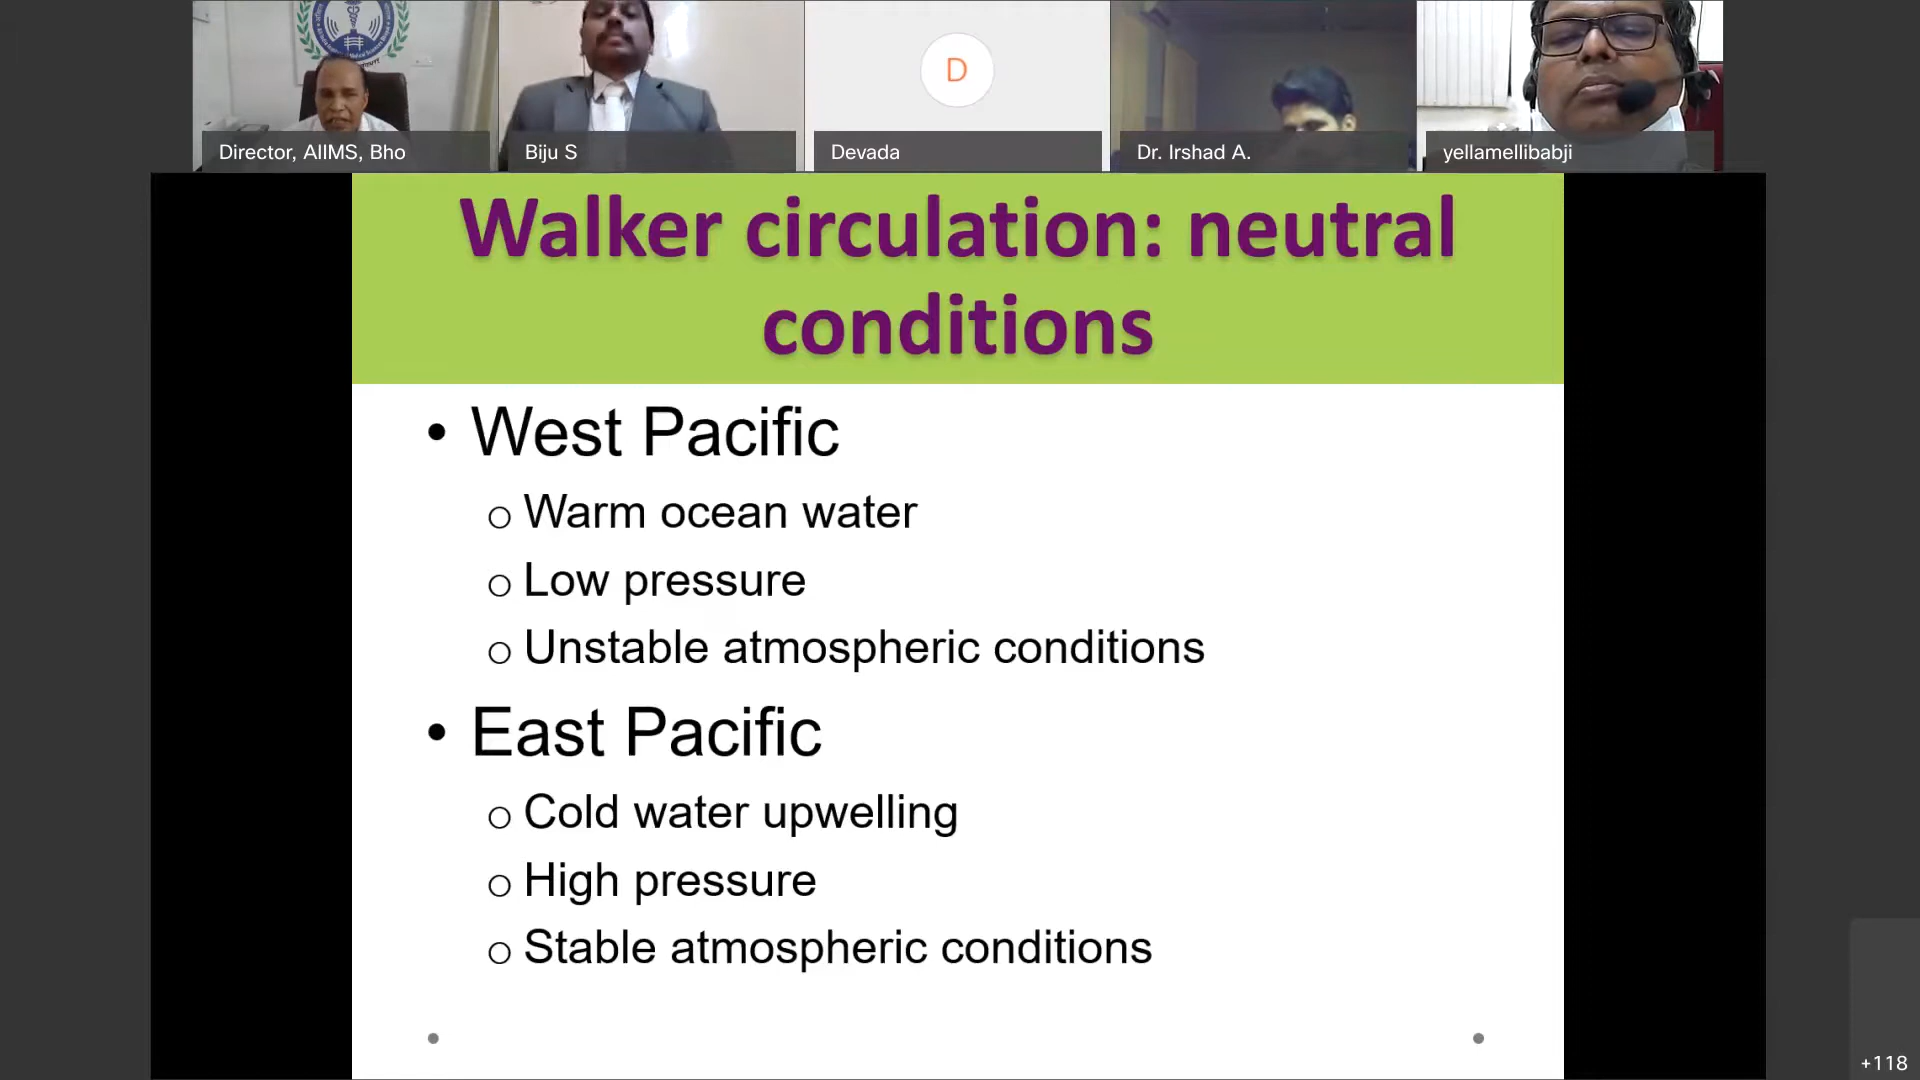 Director, AIIMS, Bho
Biju S
D
Devada
Dr. Irshad A.
yellamellibabji
Walker circulation: neutral
conditions
• West Pacific
o Warm ocean water
o Low pressure
o Unstable atmospheric conditions
• East Pacific
o Cold water upwelling
o High pressure
o Stable atmospheric conditions
+118